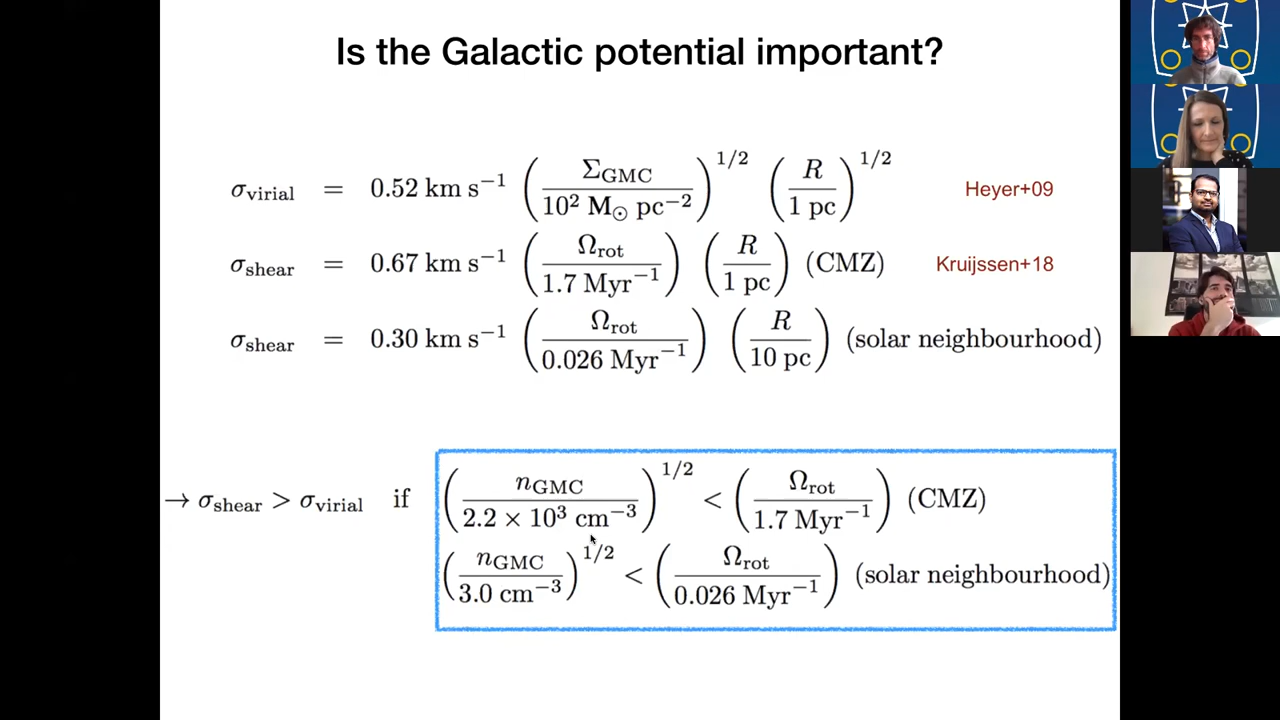 Is the Galactic potential important?
σ_virial = 0.52 km s⁻¹ (Σ_GMC / 10² M_⊙ pc⁻²)^1/2 (R / 1 pc)^1/2 Heyer+09
σ_shear = 0.67 km s⁻¹ (Ω_rot / 1.7 Myr⁻¹) (R / 1 pc) (CMZ) Kruijssen+18
σ_shear = 0.30 km s⁻¹ (Ω_rot / 0.026 Myr⁻¹) (R / 10 pc) (solar neighbourhood)
→ σ_shear > σ_virial if (n_GMC / 2.2 × 10³ cm⁻³)^1/2 < (Ω_rot / 1.7 Myr⁻¹) (CMZ)
(n_GMC / 3.0 cm⁻³)^1/2 < (Ω_rot / 0.026 Myr⁻¹) (solar neighbourhood)